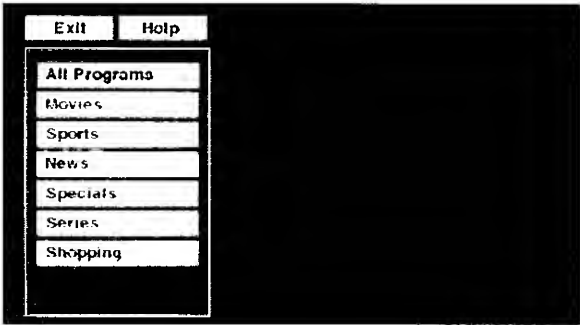 Exit Help
All Programs
Movies
Sports
News
Specials
Series
Shopping